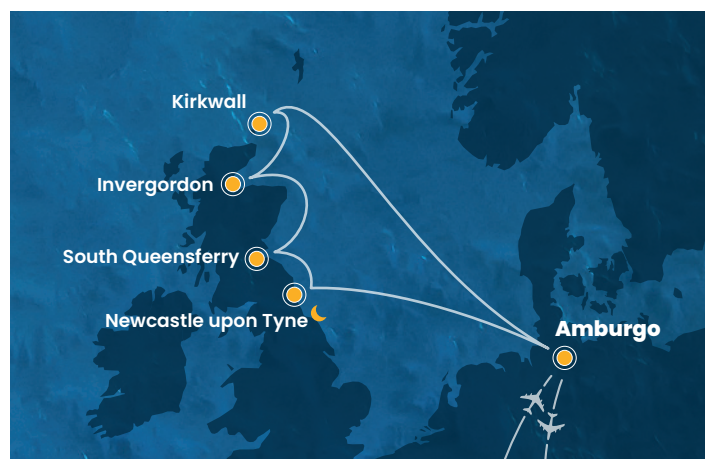 Kirkwall
Invergordon
South Queensferry
Newcastle upon Tyne
Amburgo